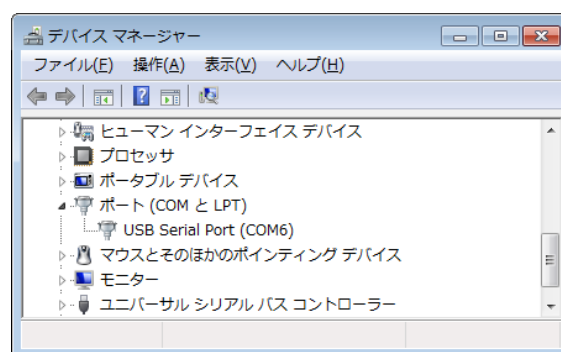 デバイス マネージャー
ファイル(F) 操作(A) 表示(V) ヘルプ(H)
ヒューマン インターフェイス デバイス
プロセッサ
ポータブル デバイス
ポート (COM と LPT)
USB Serial Port (COM6)
マウスとそのほかのポインティング デバイス
モニター
ユニバーサル シリアル バス コントローラー